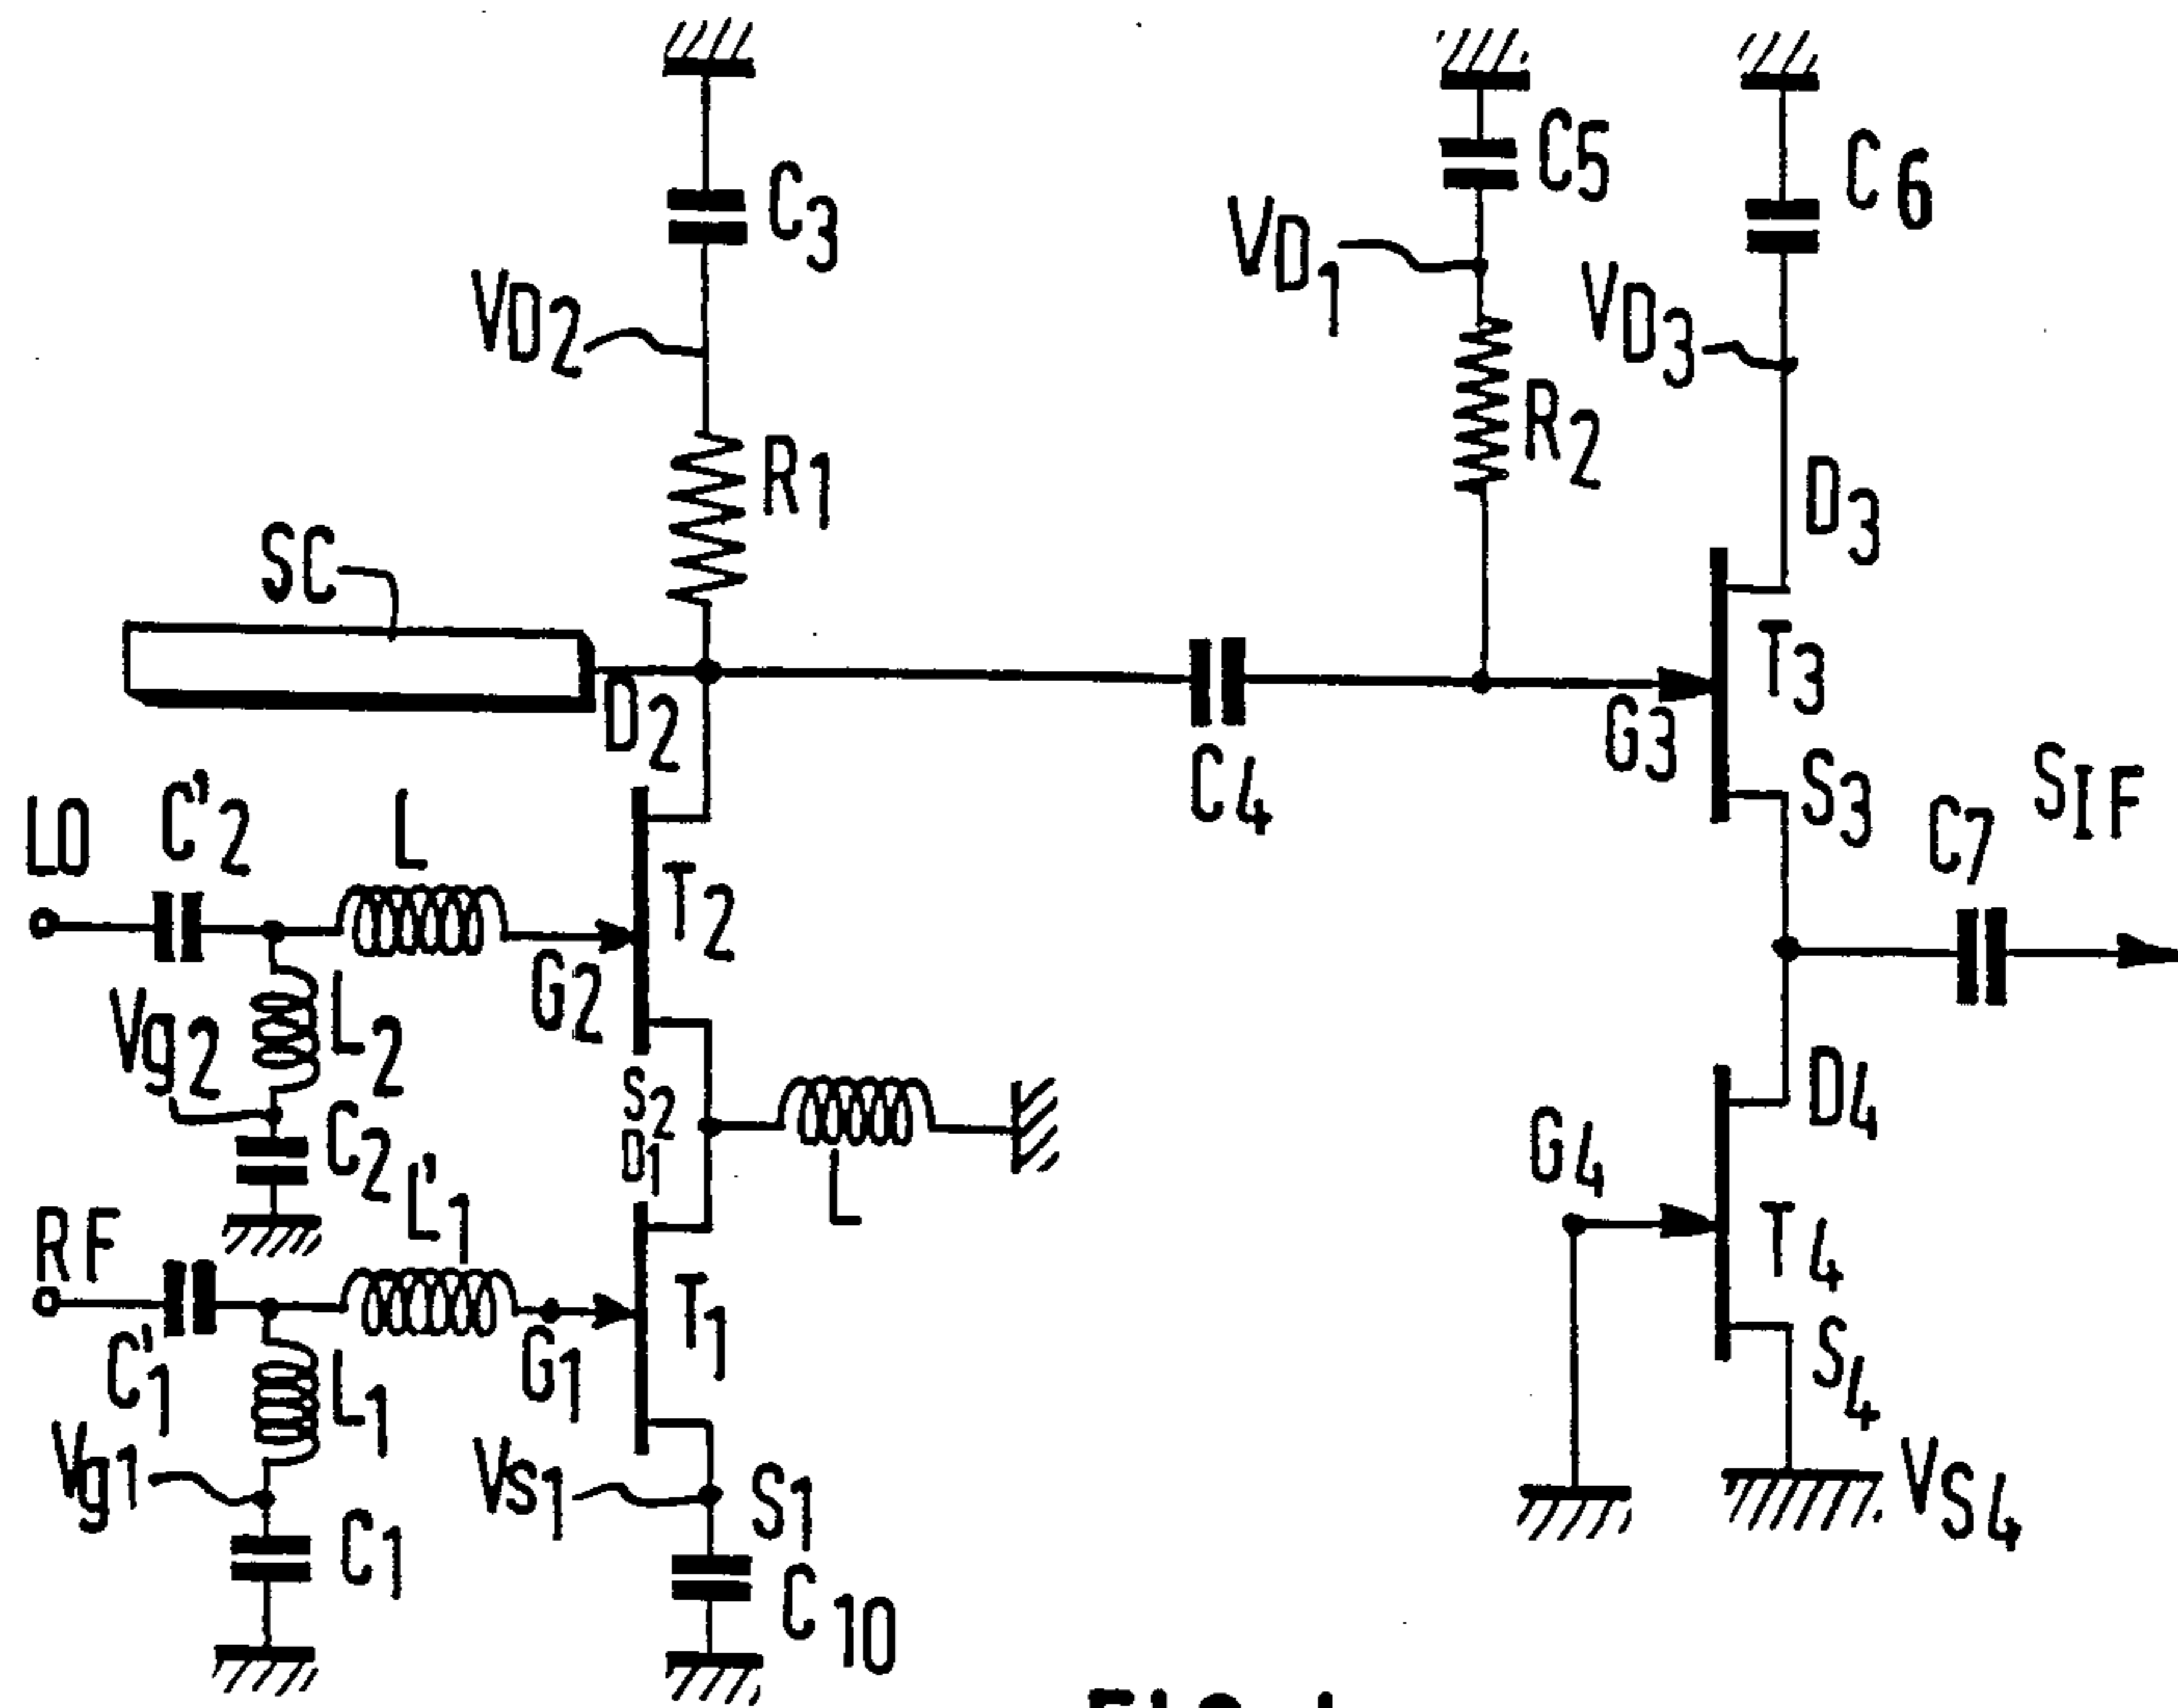 C3
C5
C6
VD1
VD2
VD3
R1
R2
D3
SC
T3
D2
G3
C4
S3
SIF
C7
LO
C'2
L
T2
G2
L2
Vg2
S2
D1
D4
C2
L'1
L
G4
RF
T4
C'1
G1
T1
L1
S4
Vg1
Vs1
S1
VS4
C1
C10